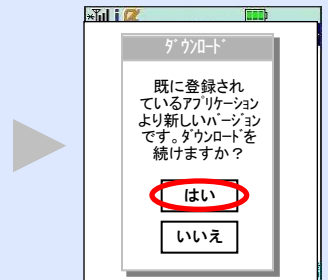 ﾀﾞｳﾝﾛｰﾄﾞ
既に登録され
ているｱﾌﾟﾘｹｰｼｮﾝ
より新しいﾊﾞｰｼﾞｮﾝ
です。ﾀﾞｳﾝﾛｰﾄﾞを
続けますか？
はい
いいえ